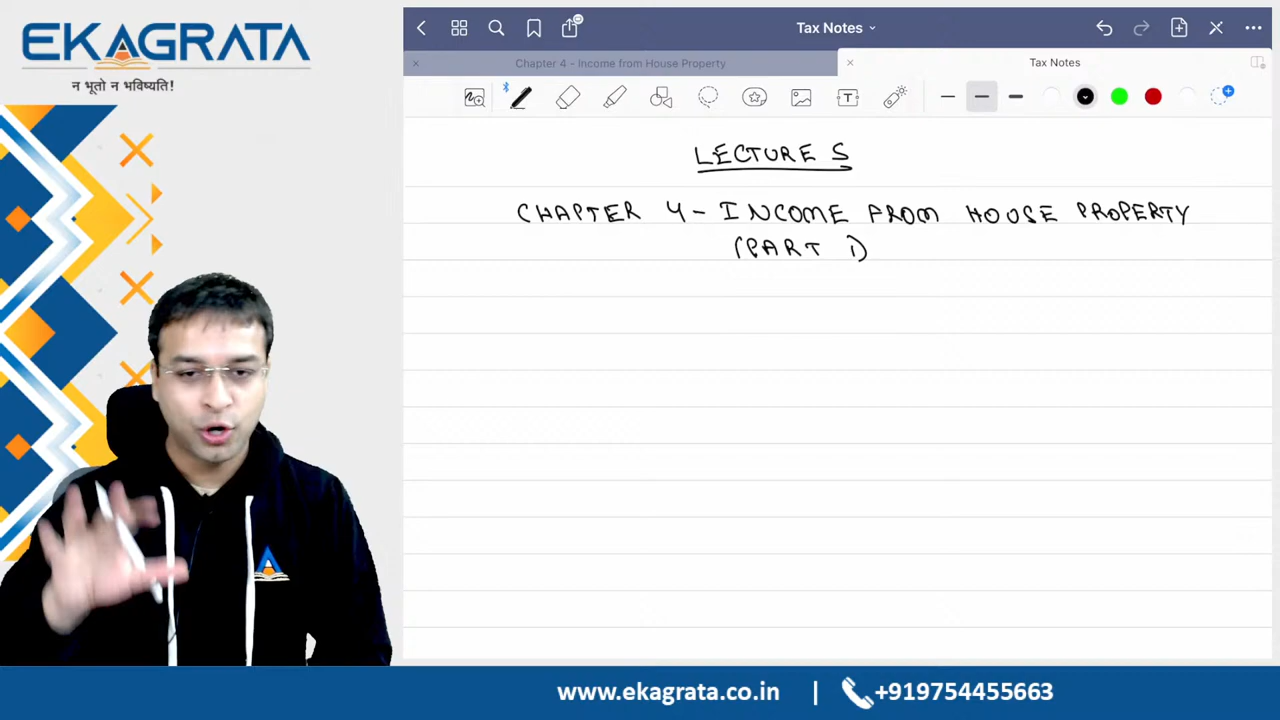 EKAGRATA
न भूतो न भविष्यति!
Tax Notes
Chapter 4 - Income from House Property
Tax Notes
LECTURE 5
CHAPTER 4 - INCOME FROM HOUSE PROPERTY
(PART 1)
www.ekagrata.co.in | +919754455663